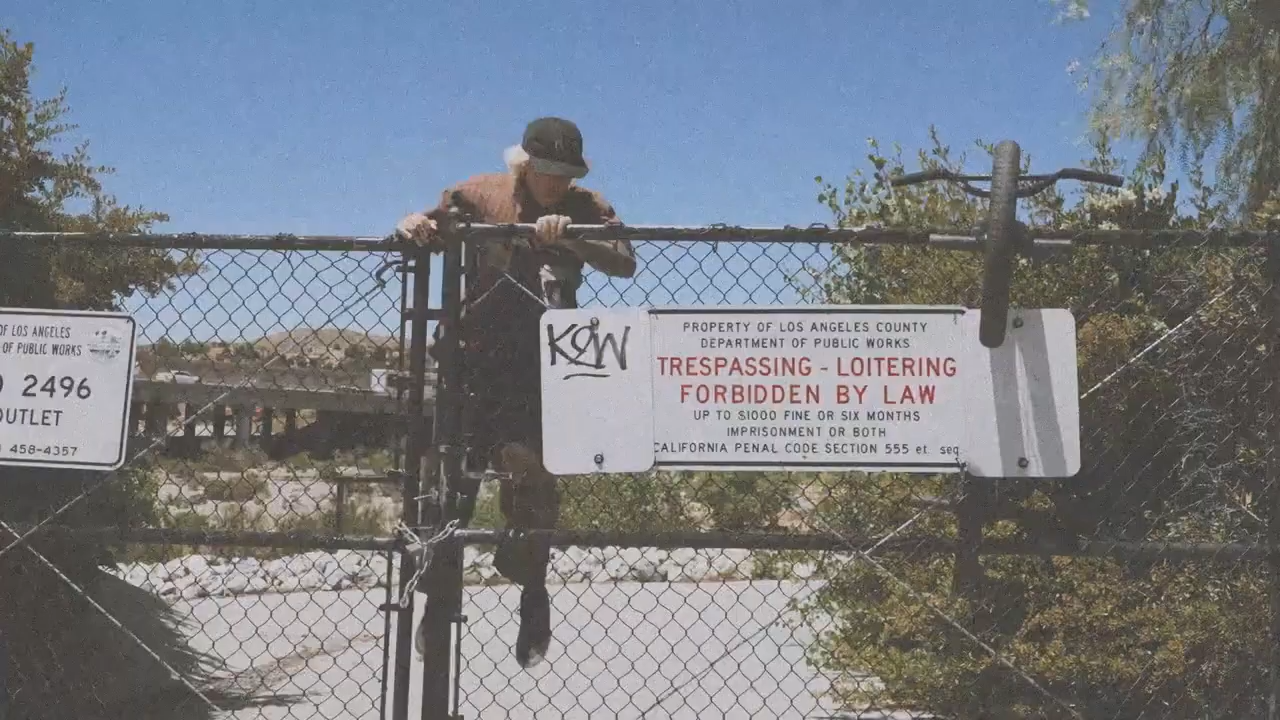 OF LOS ANGELES
OF PUBLIC WORKS
2496
OUTLET
458-4357
KOW
PROPERTY OF LOS ANGELES COUNTY
DEPARTMENT OF PUBLIC WORKS
TRESPASSING - LOITERING
FORBIDDEN BY LAW
UP TO $1000 FINE OR SIX MONTHS
IMPRISONMENT OR BOTH
CALIFORNIA PENAL CODE SECTION 555 et. seq.